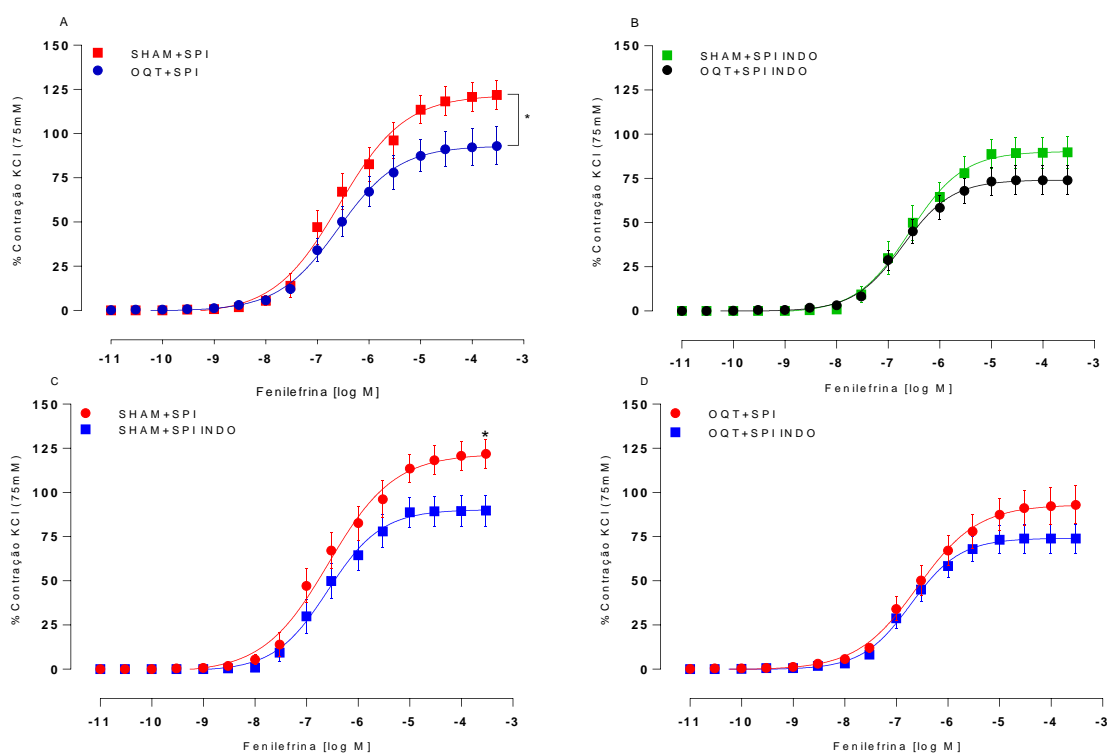 A
SHAM+SPI
OQT+SPI
% Contração KCl (75mM)
150
125
100
75
50
25
0
*
-11 -10 -9 -8 -7 -6 -5 -4 -3
Fenilefrina [log M]
B
SHAM+SPI INDO
OQT+SPI INDO
% Contração KCl (75mM)
150
125
100
75
50
25
0
-11 -10 -9 -8 -7 -6 -5 -4 -3
Fenilefrina [log M]
C
SHAM+SPI
SHAM+SPI INDO
% Contração KCl (75mM)
150
125
100
75
50
25
0
*
-11 -10 -9 -8 -7 -6 -5 -4 -3
Fenilefrina [log M]
D
OQT+SPI
OQT+SPI INDO
% Contração KCl (75mM)
150
125
100
75
50
25
0
-11 -10 -9 -8 -7 -6 -5 -4 -3
Fenilefrina [log M]